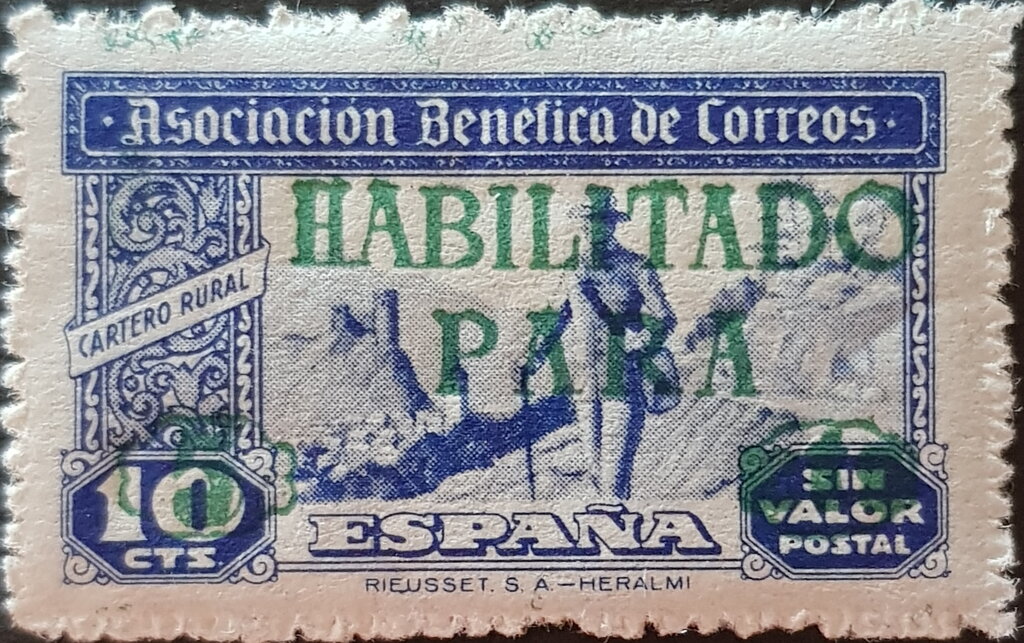 · Asociación Benéfica de Correos ·
HABILITADO
PARA
CARTERO RURAL
10
CTS
ESPAÑA
SIN
VALOR
POSTAL
RIEUSSET. S. A.—HERALMI